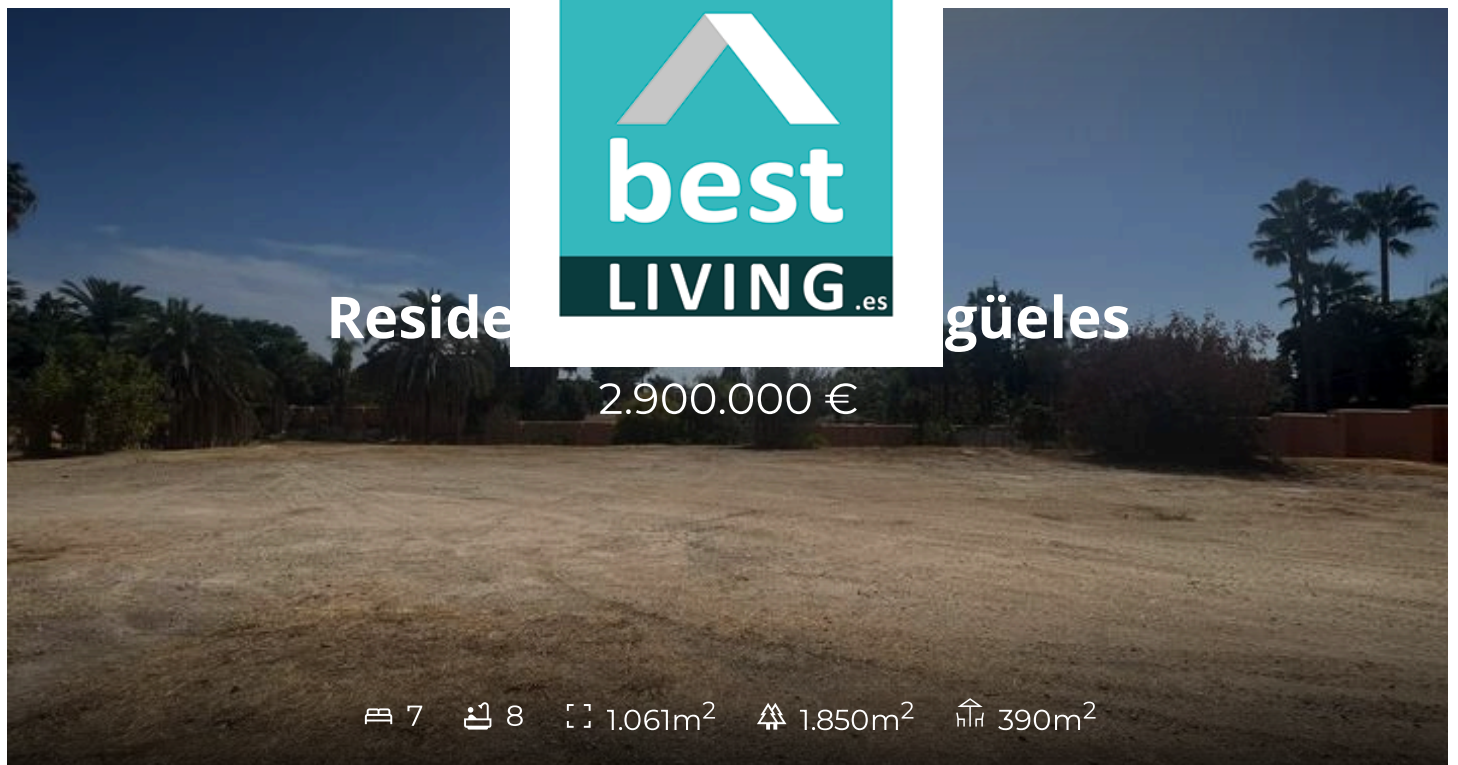 best
LIVING.es
Reside güeles
2.900.000 €
7 8 1.061m² 1.850m² 390m²